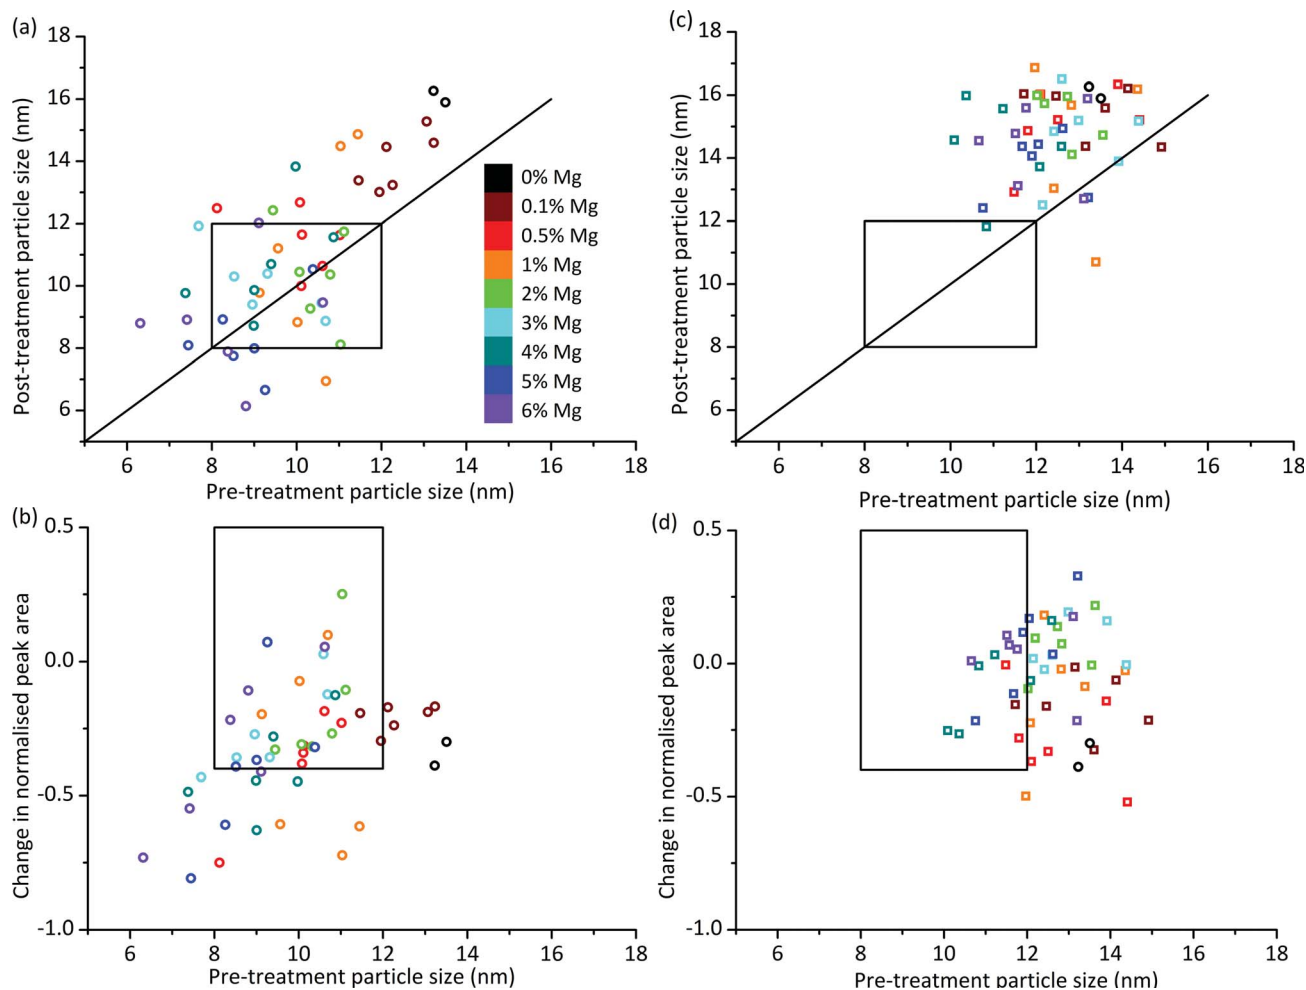 (a)
18
16
14
12
10
8
6
Post-treatment particle size (nm)
6 8 10 12 14 16 18
Pre-treatment particle size (nm)
0% Mg
0.1% Mg
0.5% Mg
1% Mg
2% Mg
3% Mg
4% Mg
5% Mg
6% Mg
(c)
18
16
14
12
10
8
6
Post-treatment particle size (nm)
6 8 10 12 14 16 18
Pre-treatment particle size (nm)
(b)
0.5
0.0
-0.5
-1.0
Change in normalised peak area
6 8 10 12 14 16 18
Pre-treatment particle size (nm)
(d)
0.5
0.0
-0.5
-1.0
Change in normalised peak area
6 8 10 12 14 16 18
Pre-treatment particle size (nm)